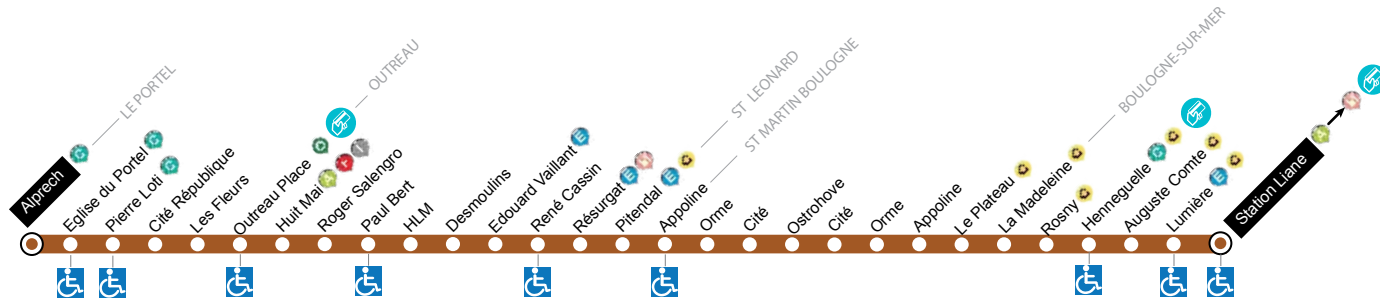 Alprech
LE PORTEL
Eglise du Portel
Pierre Loti
Cité République
Les Fleurs
Outreau Place
OUTREAU
Huit Mai
Roger Salengro
Paul Bert
HLM
Desmoulins
Edouard Vaillant
René Cassin
Résurgat
Pitendal
ST LEONARD
Appoline
ST MARTIN BOULOGNE
Orme
Cité
Ostrohove
Cité
Orme
Appoline
Le Plateau
La Madeleine
BOULOGNE-SUR-MER
Rosny
Henneguelle
Auguste Comte
Lumière
Station Liane